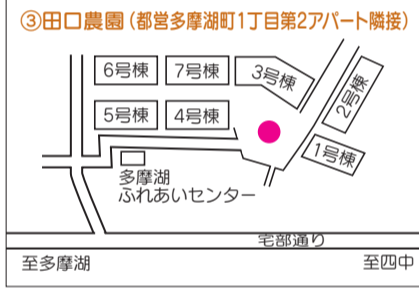 ③田口農園(都営多摩湖町1丁目第2アパート隣接)
6号棟
7号棟
3号棟
2号棟
5号棟
4号棟
1号棟
多摩湖
ふれあいセンター
宅部通り
至多摩湖
至四中